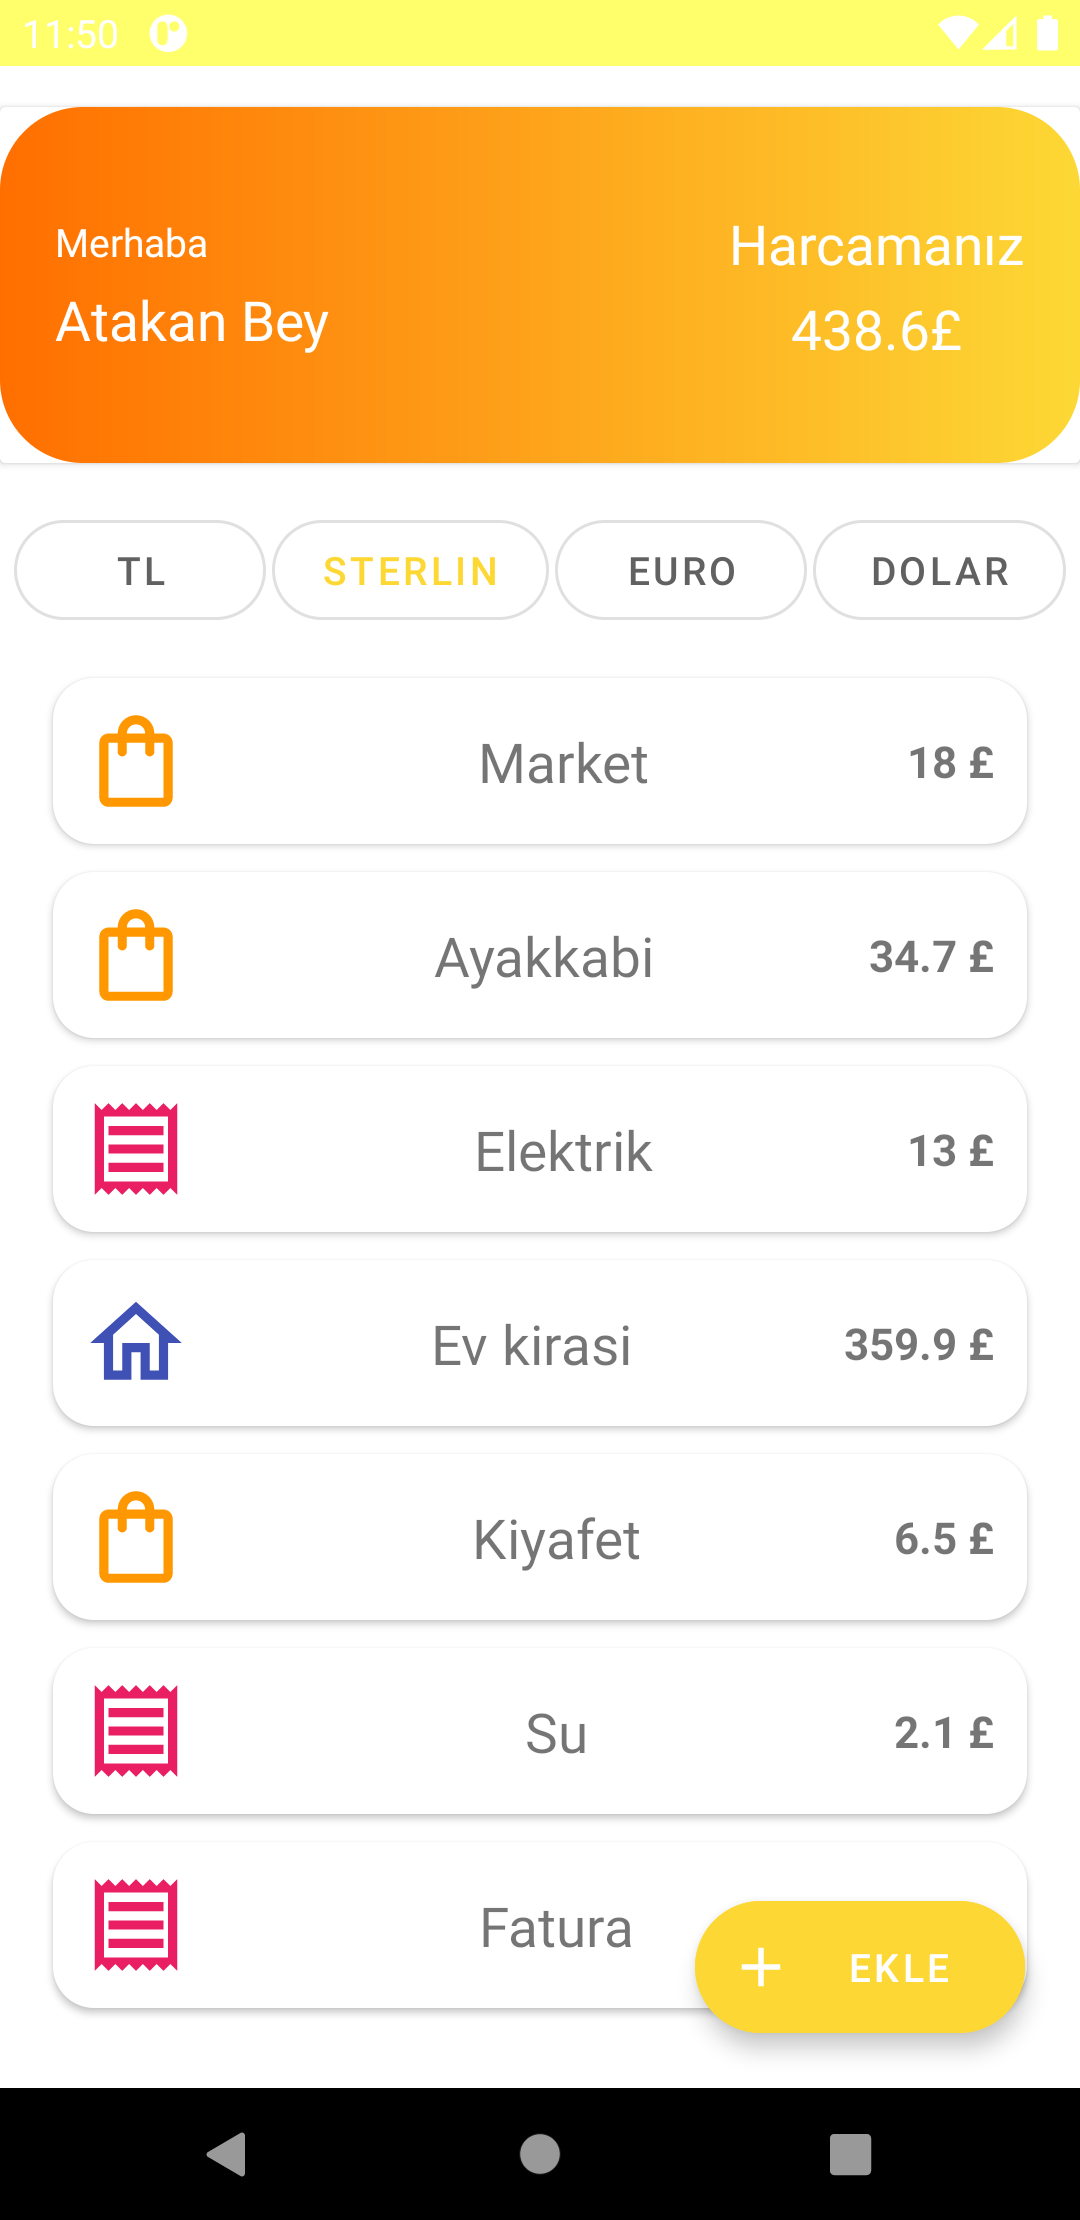 11:50
Merhaba
Atakan Bey
Harcamanız
438.6£
TL
STERLIN
EURO
DOLAR
Market
18 £
Ayakkabi
34.7 £
Elektrik
13 £
Ev kirasi
359.9 £
Kiyafet
6.5 £
Su
2.1 £
Fatura
EKLE